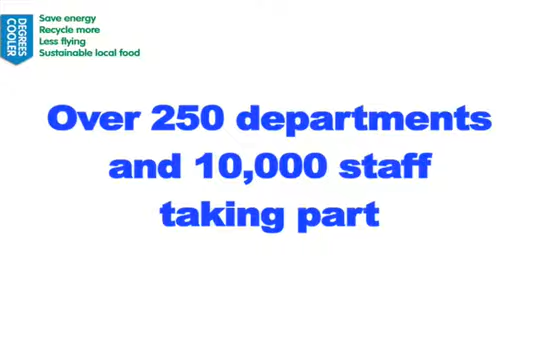 DEGREES
COOLER
Save energy
Recycle more
Less flying
Sustainable local food
Over 250 departments
and 10,000 staff
taking part